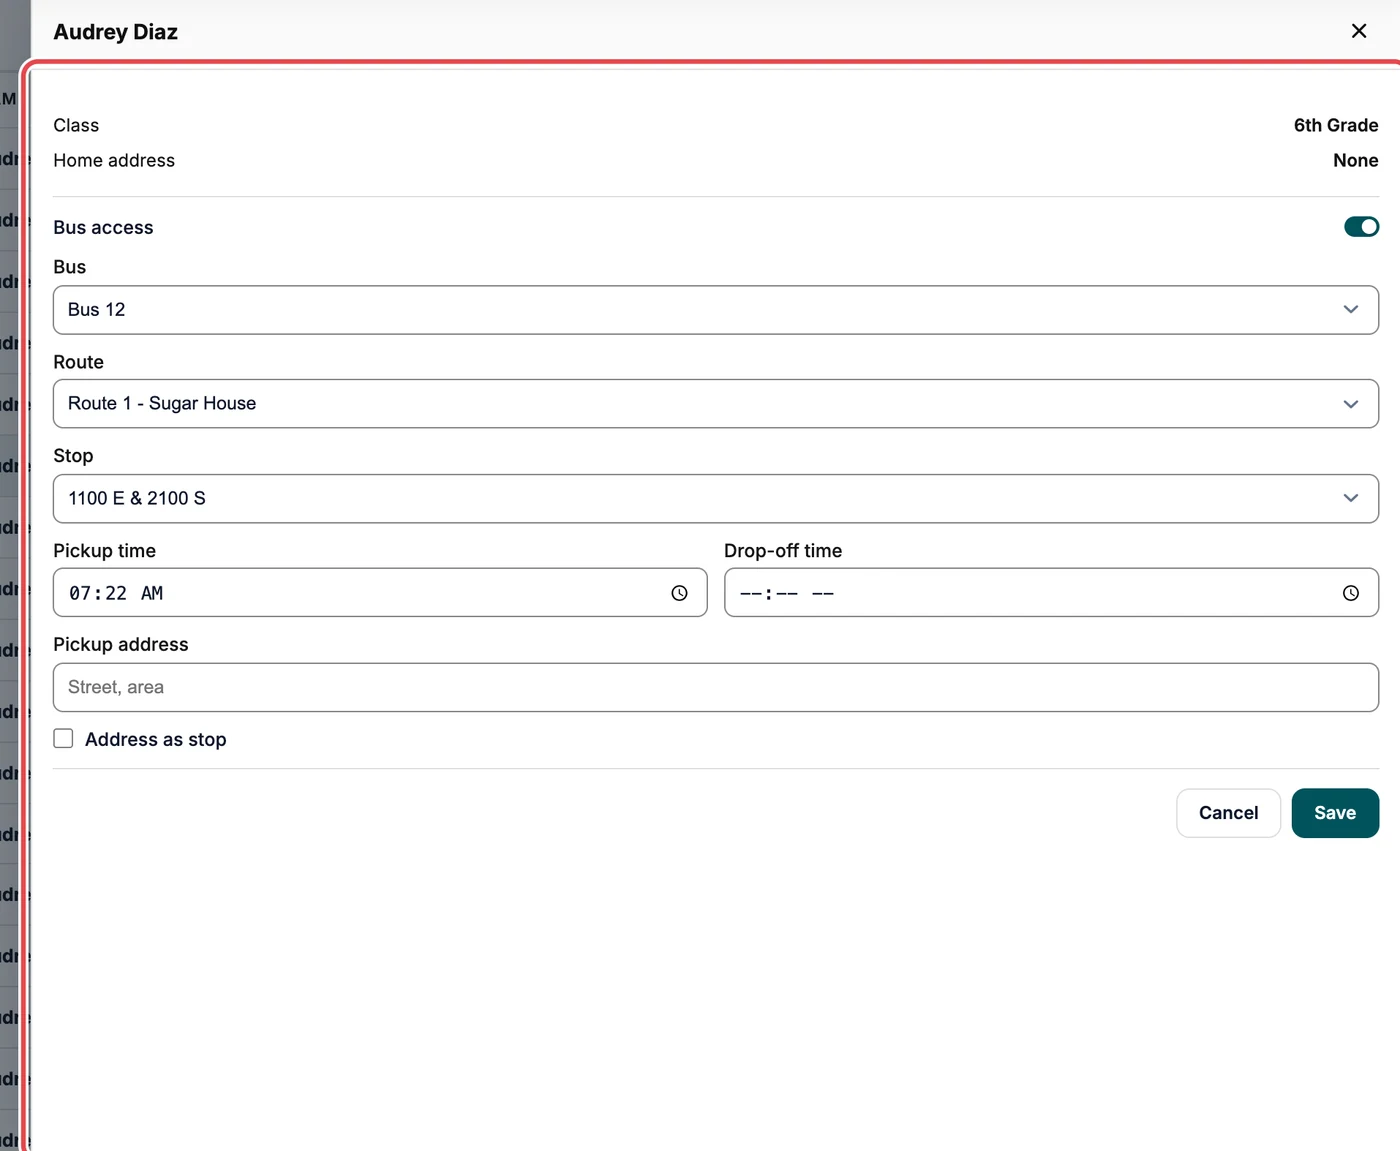 Audrey Diaz
Class
6th Grade
Home address
None
Bus access
Bus
Bus 12
Route
Route 1 - Sugar House
Stop
1100 E & 2100 S
Pickup time
Drop-off time
07:22 AM
--:-- --
Pickup address
Street, area
Address as stop
Cancel
Save